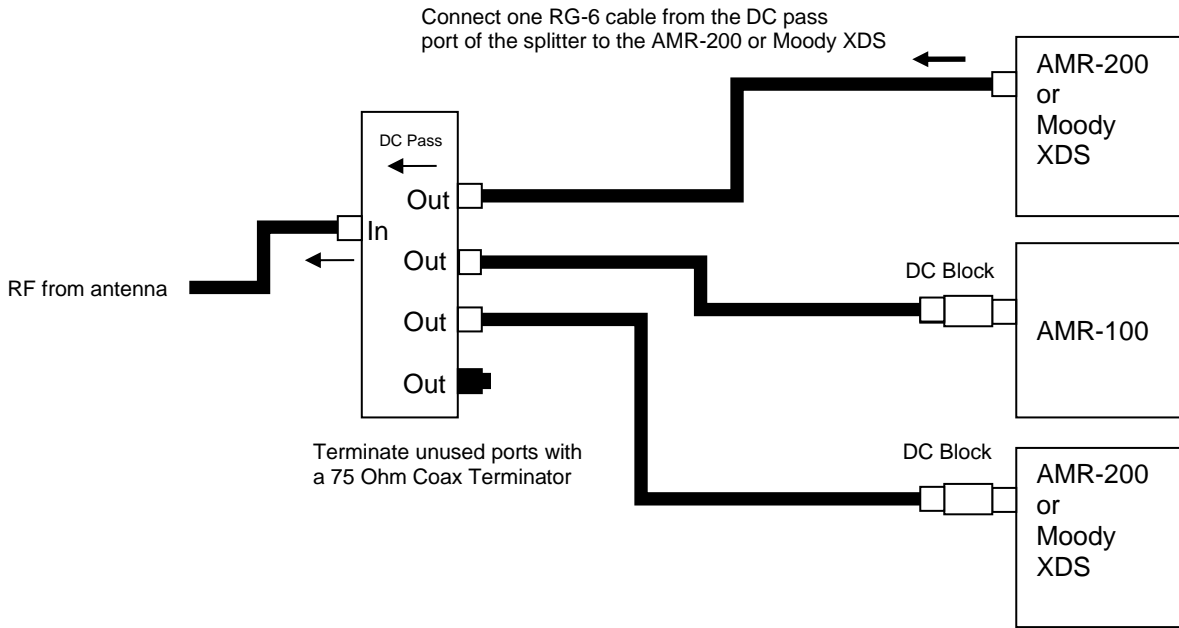 Connect one RG-6 cable from the DC pass
port of the splitter to the AMR-200 or Moody XDS
AMR-200
or
Moody
XDS
DC Pass
Out
In
Out
Out
Out
RF from antenna
DC Block
AMR-100
Terminate unused ports with
a 75 Ohm Coax Terminator
DC Block
AMR-200
or
Moody
XDS